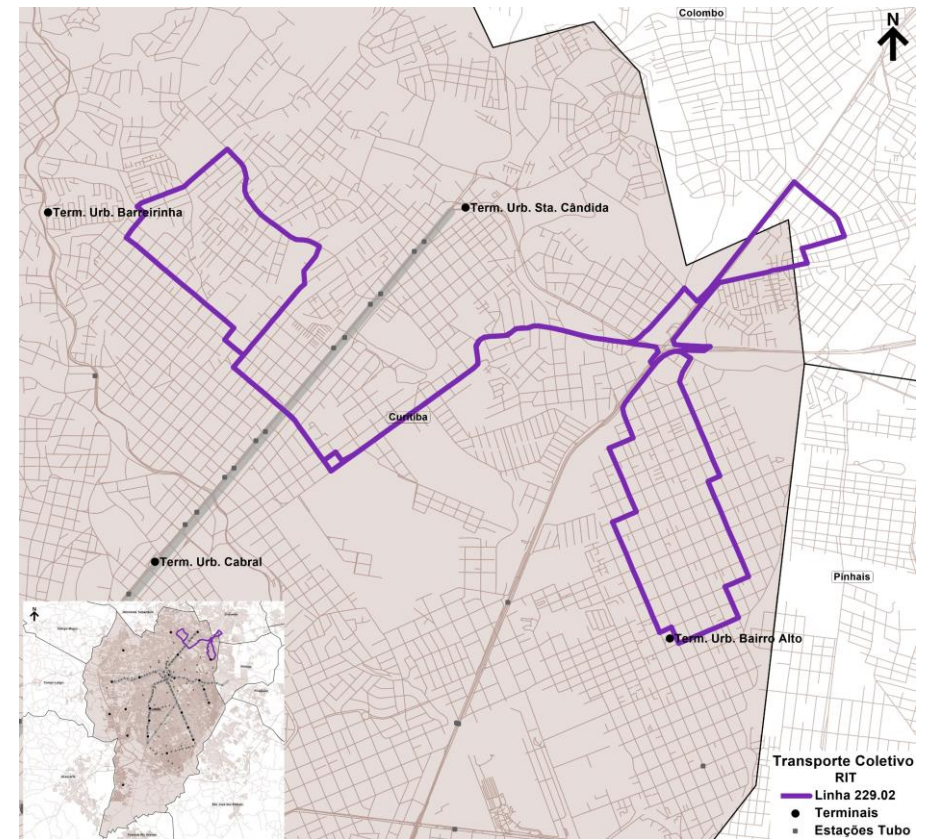 Colombo
N
Term. Urb. Barreirinha
Term. Urb. Sta. Cândida
Curitiba
Term. Urb. Cabral
Pinhais
Term. Urb. Bairro Alto
N
Transporte Coletivo
RIT
Linha 229.02
Terminais
Estações Tubo